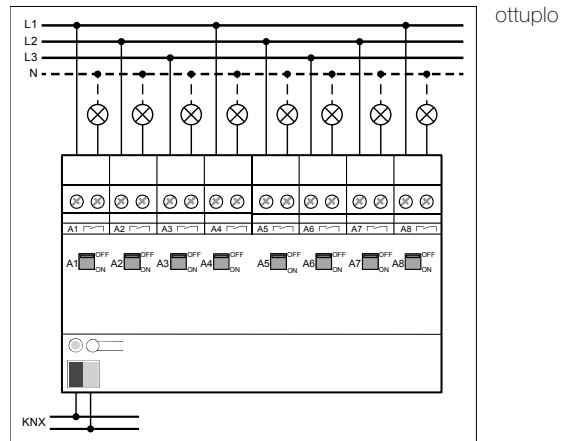 ottuplo
L1
L2
L3
N
A1 A2 A3 A4 A5 A6 A7 A8
OFF OFF OFF OFF OFF OFF OFF OFF
A1 A2 A3 A4 A5 A6 A7 A8
ON ON ON ON ON ON ON ON
KNX